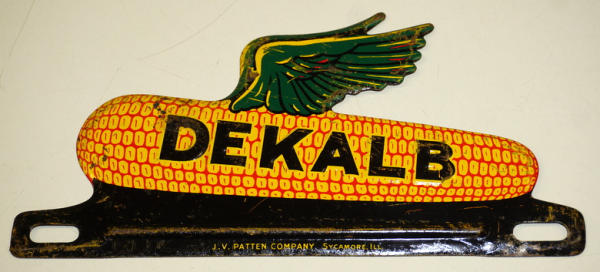 DEKALB
J.V. PATTEN COMPANY, SYCAMORE, ILL.